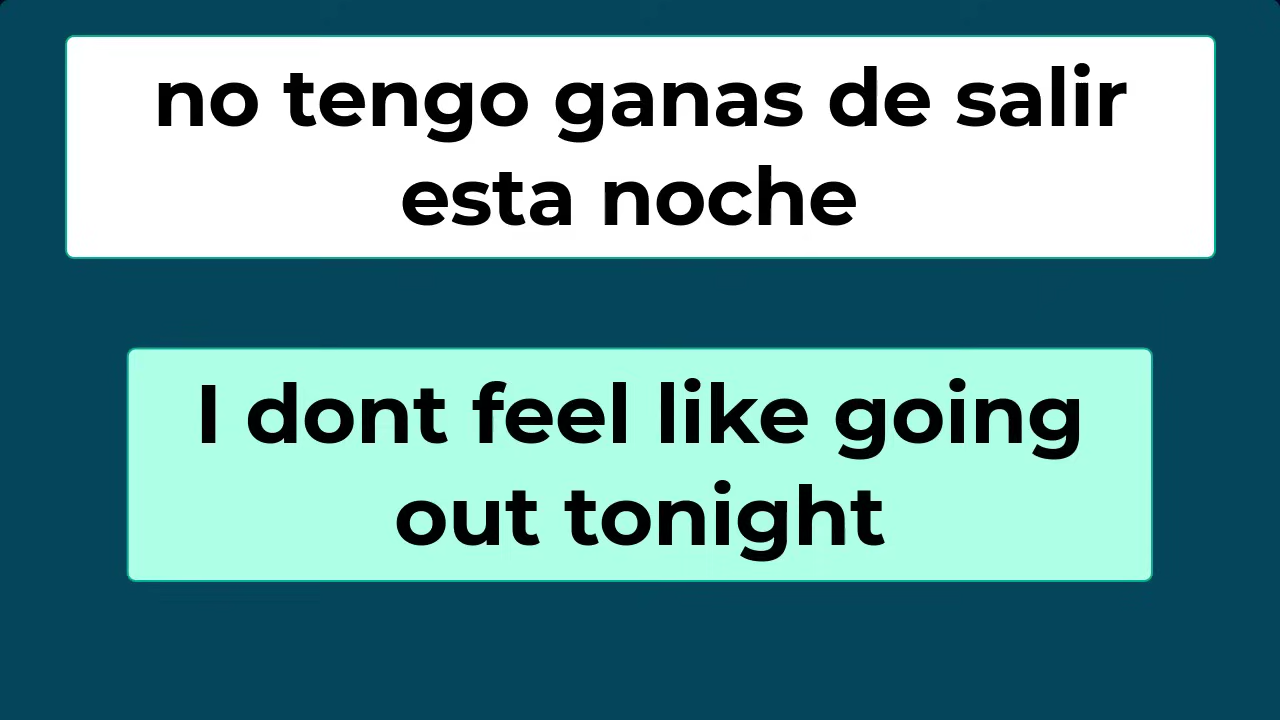 no tengo ganas de salir
esta noche
I dont feel like going
out tonight